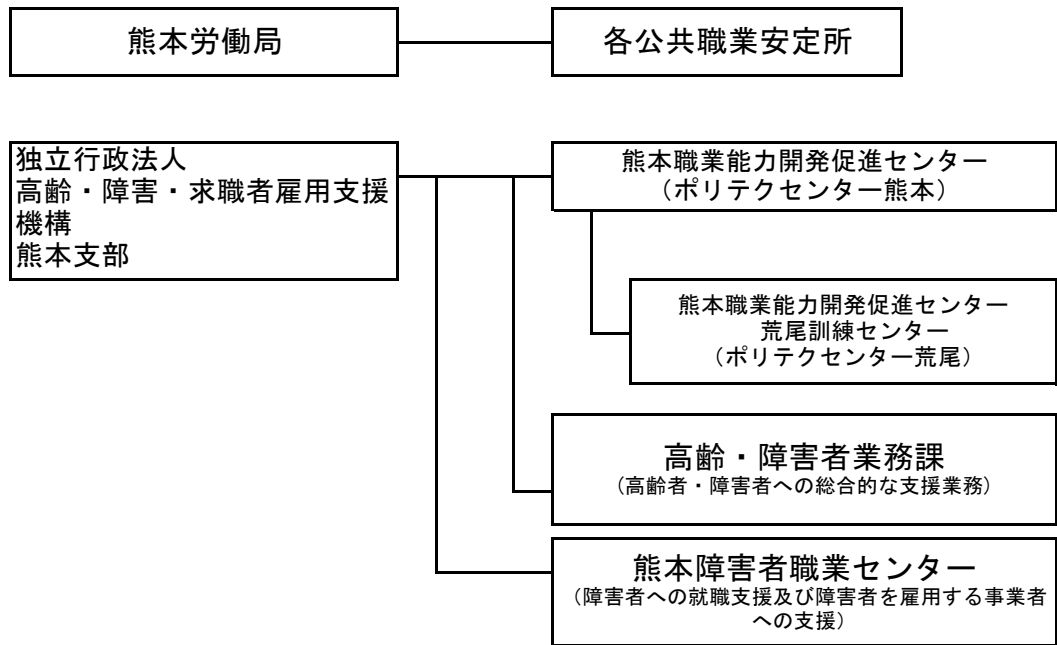 熊本労働局
各公共職業安定所
独立行政法人
高齢・障害・求職者雇用支援
機構
熊本支部
熊本職業能力開発促進センター
（ポリテクセンター熊本）
熊本職業能力開発促進センター
荒尾訓練センター
（ポリテクセンター荒尾）
高齢・障害者業務課
（高齢者・障害者への総合的な支援業務）
熊本障害者職業センター
（障害者への就職支援及び障害者を雇用する事業者
への支援）